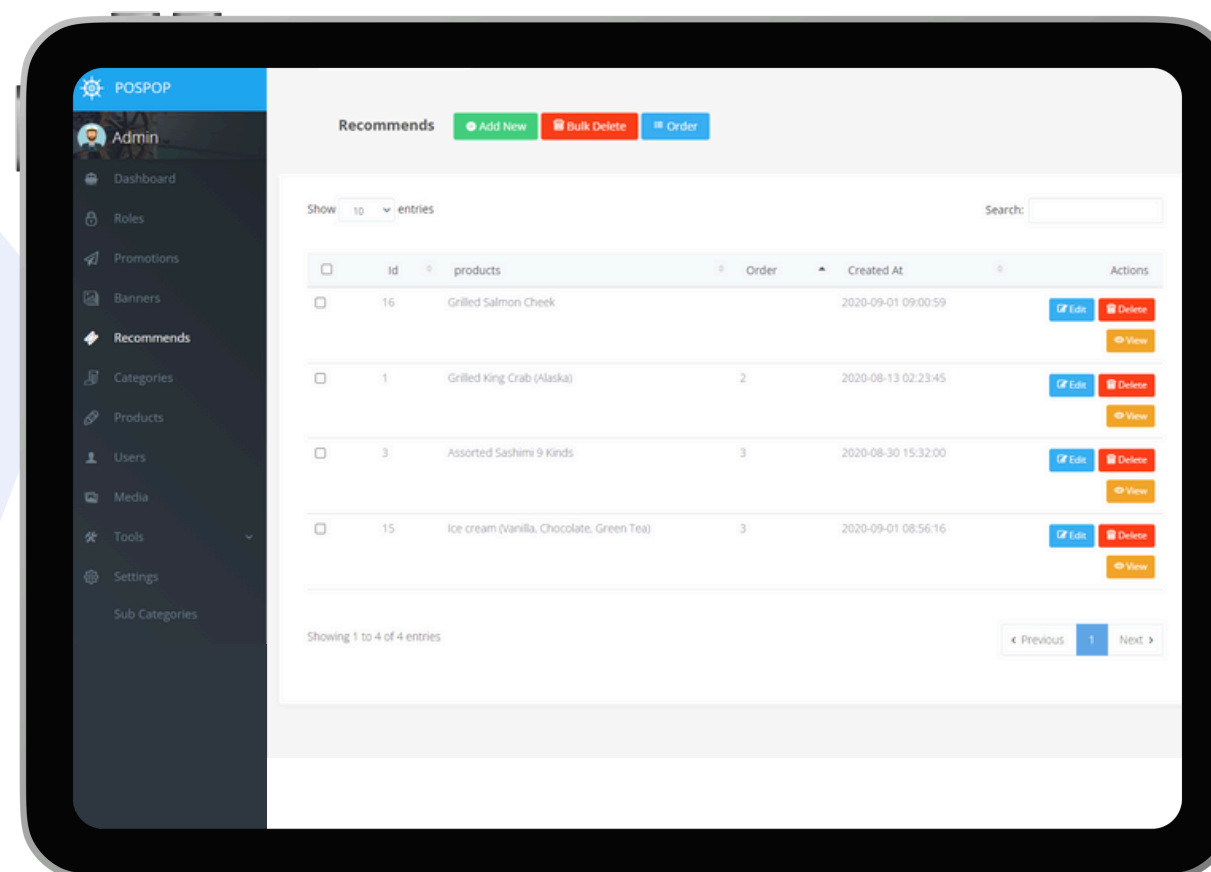 POSPOP
Admin
Dashboard
Roles
Promotions
Banners
Recommends
Categories
Products
Users
Media
Tools
Settings
Sub Categories
Recommends Add New Bulk Delete Order
Show 10 entries Search:
Id products Order Created At Actions
16 Grilled Salmon Cheek 2020-09-01 09:00:59 Edit Delete
View
1 Grilled King Crab (Alaska) 2 2020-08-13 02:23:45 Edit Delete
View
3 Assorted Sashimi 9 Kinds 3 2020-08-30 15:32:00 Edit Delete
View
15 Ice cream (Vanilla, Chocolate, Green Tea) 3 2020-09-01 08:56:16 Edit Delete
View
Showing 1 to 4 of 4 entries Previous 1 Next